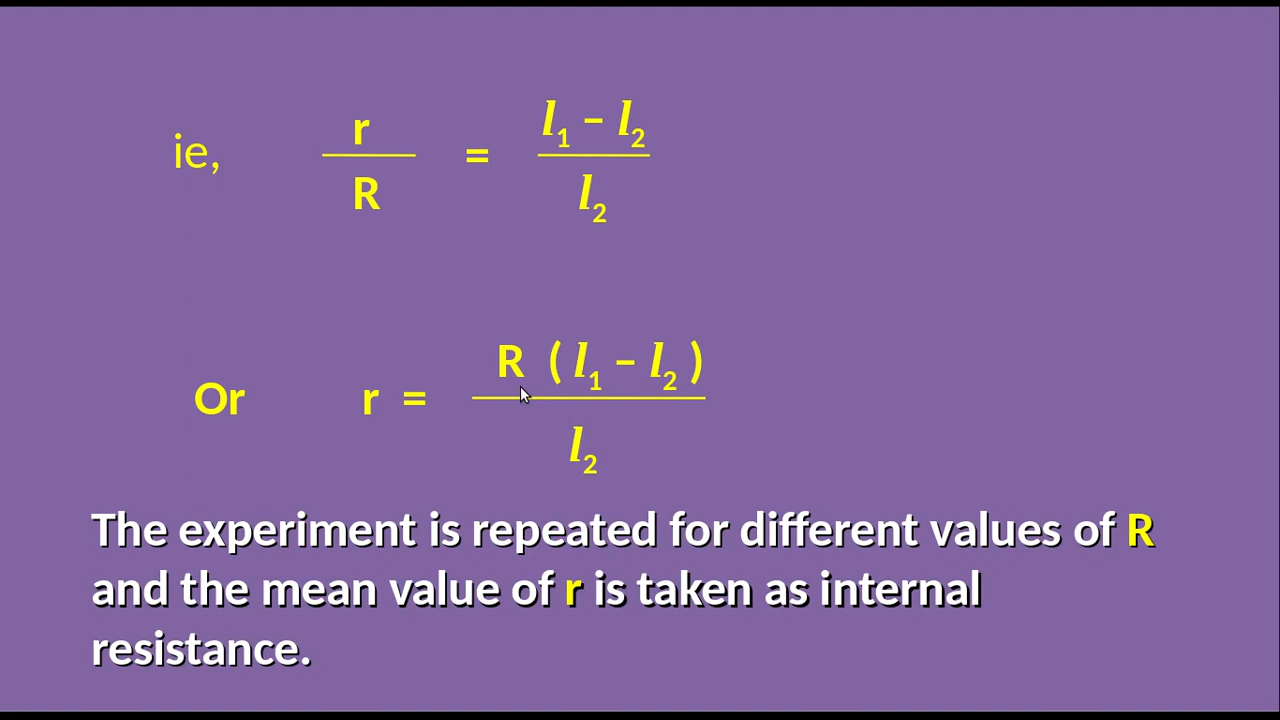 ie, r / R = l₁ – l₂ / l₂
Or r = R ( l₁ – l₂ ) / l₂
The experiment is repeated for different values of R
and the mean value of r is taken as internal
resistance.